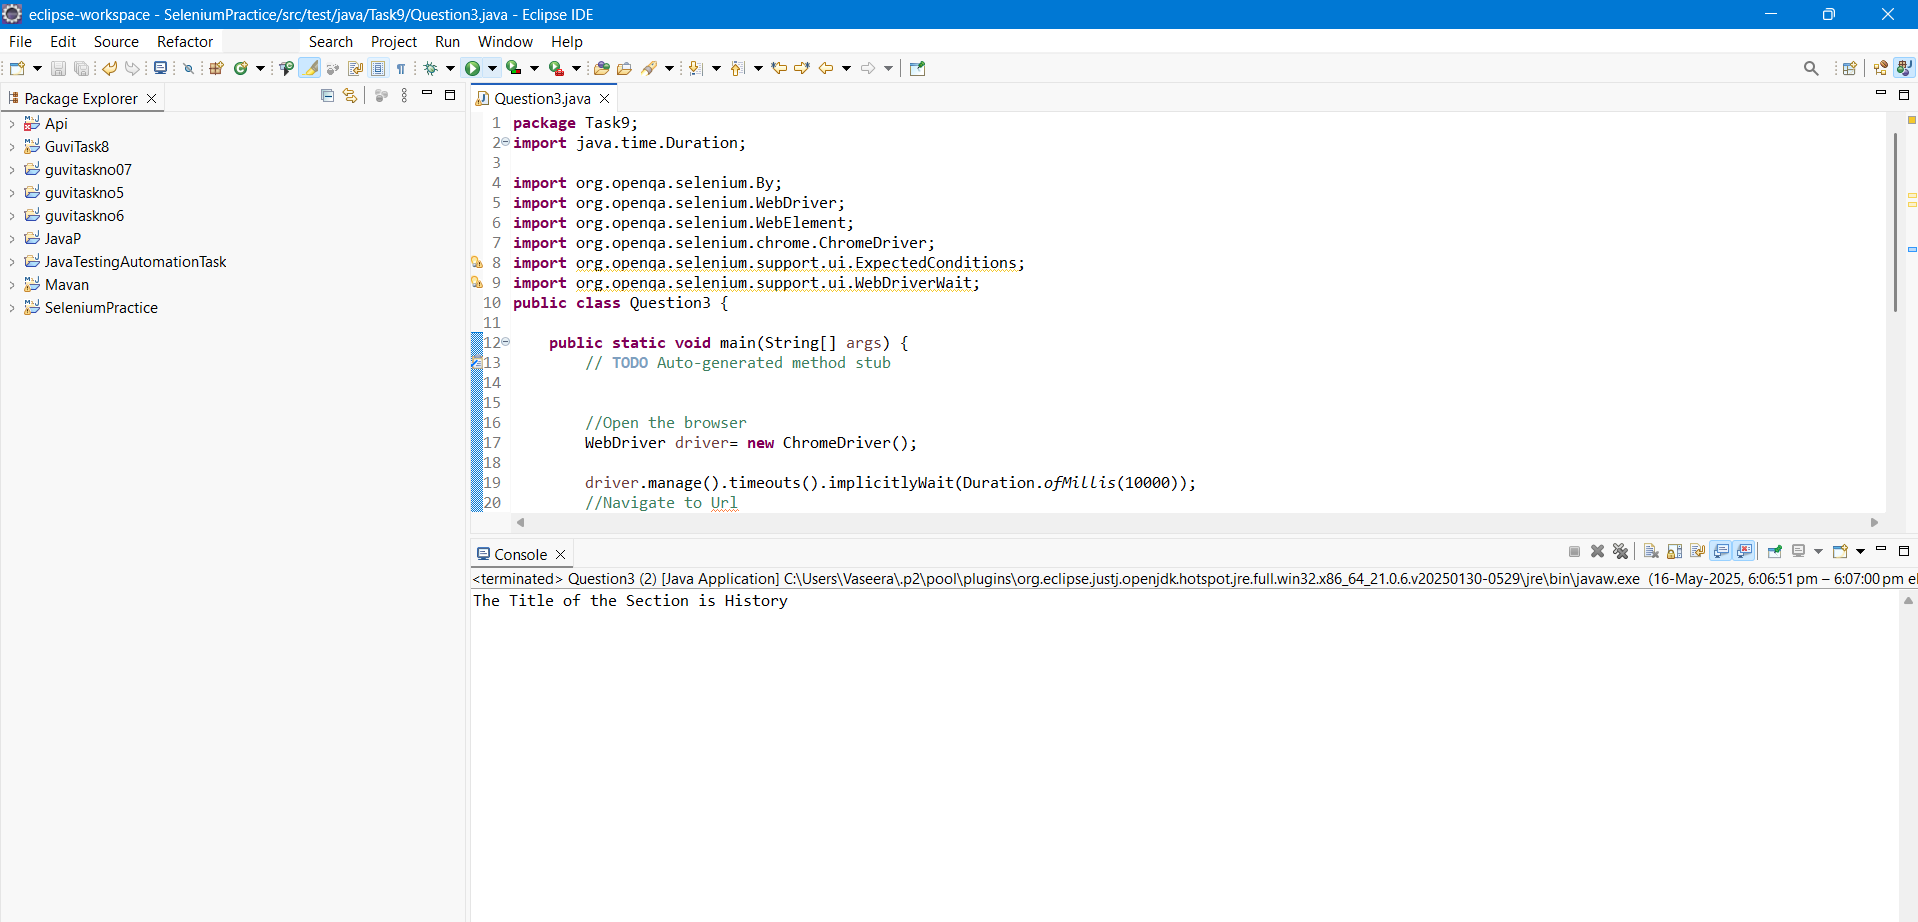 eclipse-workspace - SeleniumPractice/src/test/java/Task9/Question3.java - Eclipse IDE
File Edit Source Refactor Search Project Run Window Help
Package Explorer
Api
GuviTask8
guvitaskno07
guvitaskno5
guvitaskno6
JavaP
JavaTestingAutomationTask
Mavan
SeleniumPractice
Question3.java
1 package Task9;
2 import java.time.Duration;
3
4 import org.openqa.selenium.By;
5 import org.openqa.selenium.WebDriver;
6 import org.openqa.selenium.WebElement;
7 import org.openqa.selenium.chrome.ChromeDriver;
8 import org.openqa.selenium.support.ui.ExpectedConditions;
9 import org.openqa.selenium.support.ui.WebDriverWait;
10 public class Question3 {
11
12 public static void main(String[] args) {
13 // TODO Auto-generated method stub
14
15
16 //Open the browser
17 WebDriver driver= new ChromeDriver();
18
19 driver.manage().timeouts().implicitlyWait(Duration.ofMillis(10000));
20 //Navigate to Url
Console
<terminated> Question3 (2) [Java Application] C:\Users\Vaseera\.p2\pool\plugins\org.eclipse.justj.openjdk.hotspot.jre.full.win32.x86_64_21.0.6.v20250130-0529\jre\bin\javaw.exe (16-May-2025, 6:06:51 pm – 6:07:00 pm el
The Title of the Section is History